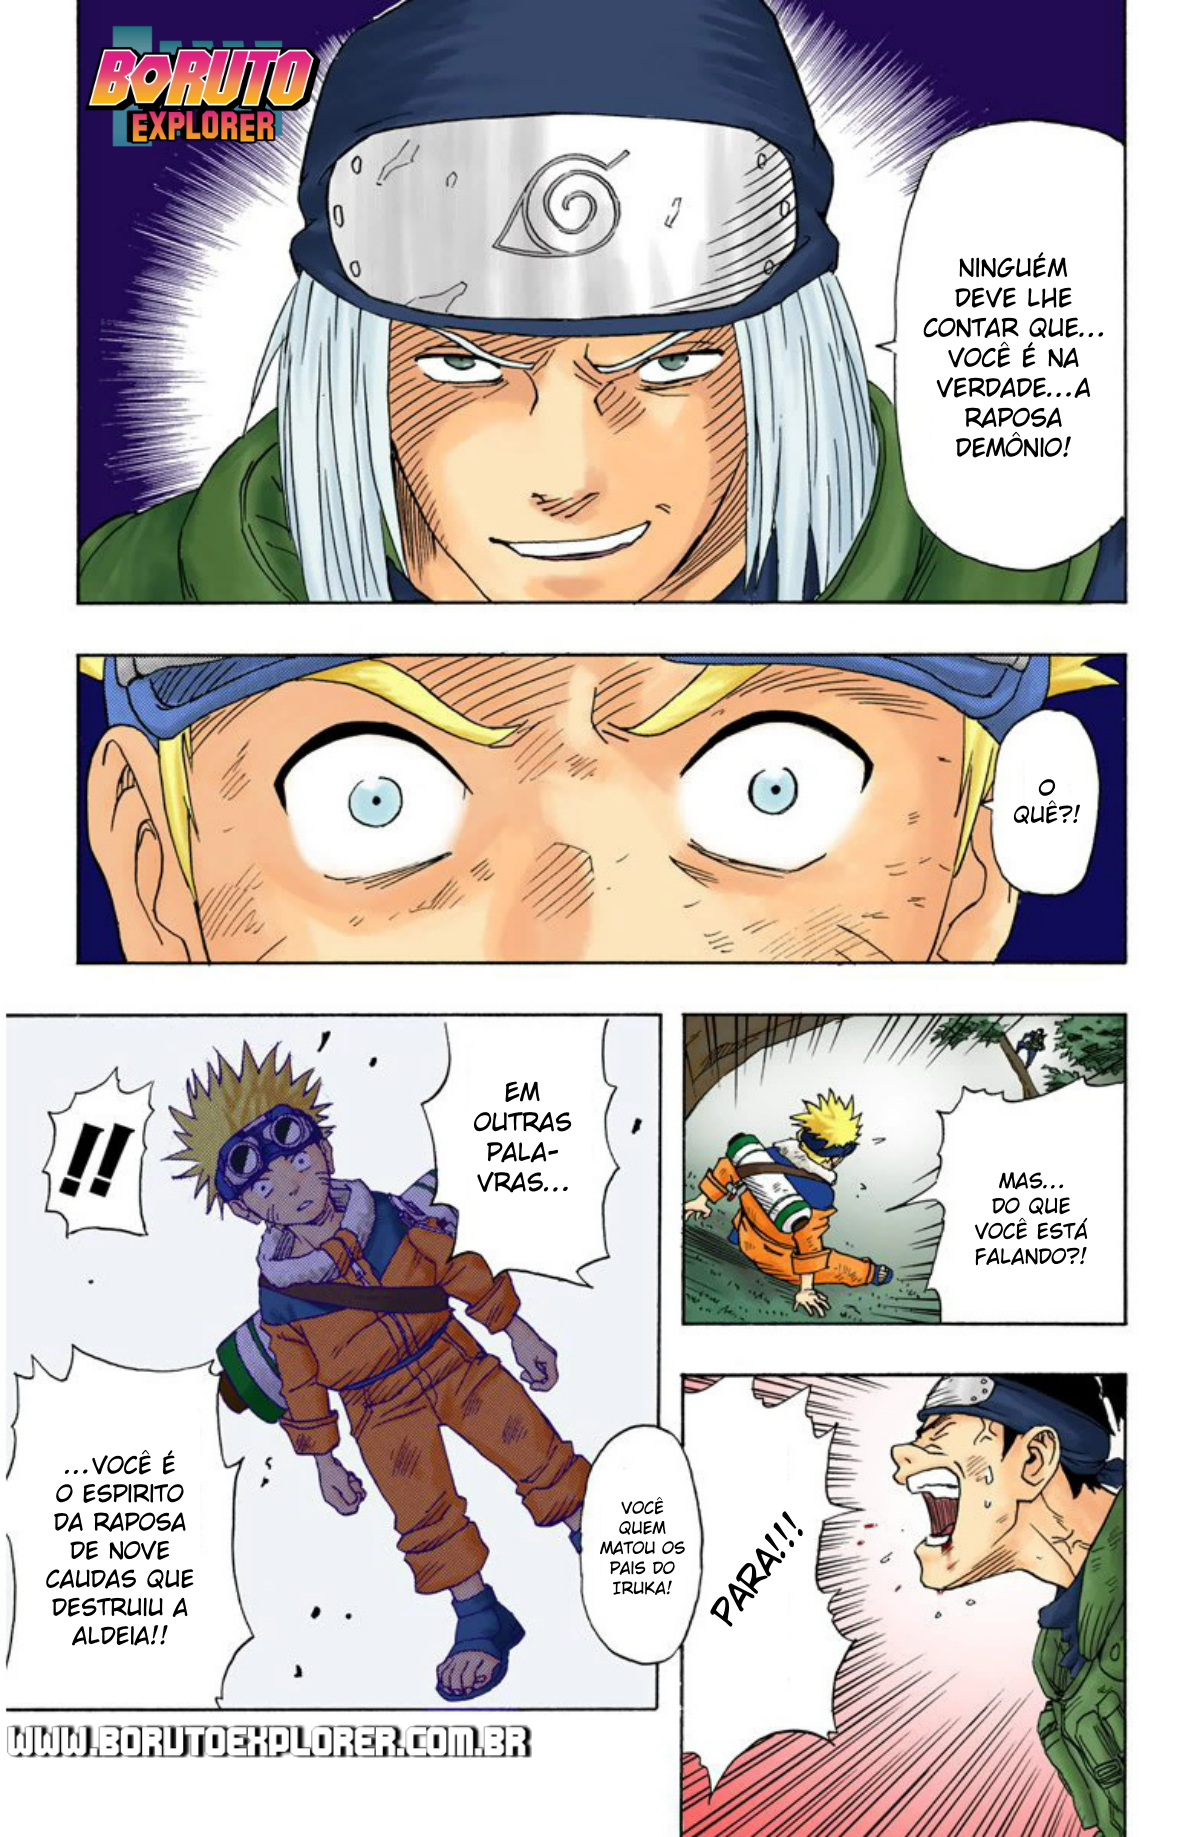 BORUTO
EXPLORER
NINGUÉM
DEVE LHE
CONTAR QUE...
VOCÊ É NA
VERDADE...A
RAPOSA
DEMÔNIO!
O
QUÊ?!
MAS...
DO QUE
VOCÊ ESTÁ
FALANDO?!
PARA!!!
EM
OUTRAS
PALA-
VRAS...
!!
VOCÊ
QUEM
MATOU OS
PAIS DO
IRUKA!
...VOCÊ É
O ESPIRITO
DA RAPOSA
DE NOVE
CAUDAS QUE
DESTRUIU A
ALDEIA!!
WWW.BORUTOEXPLORER.COM.BR